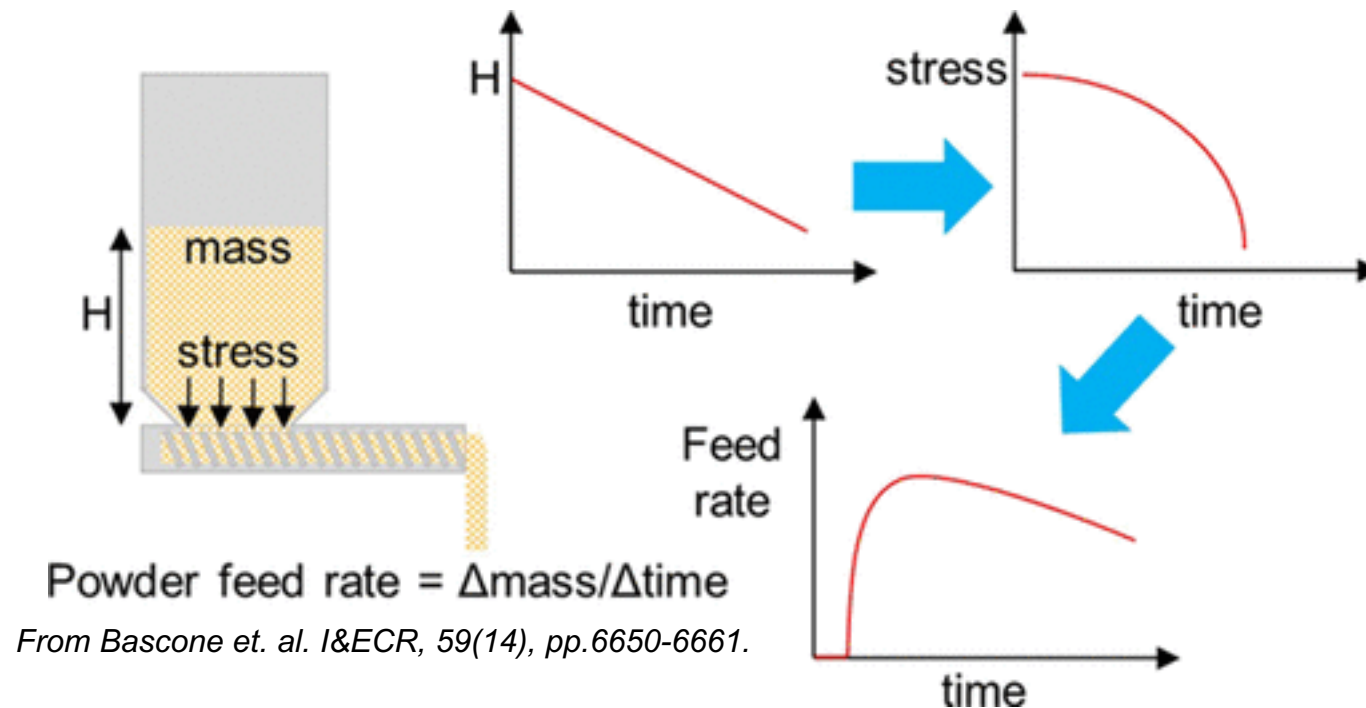 H
time
stress
time
mass
H
stress
Feed
rate
time
Powder feed rate = Δmass/Δtime
From Bascone et. al. I&ECR, 59(14), pp.6650-6661.